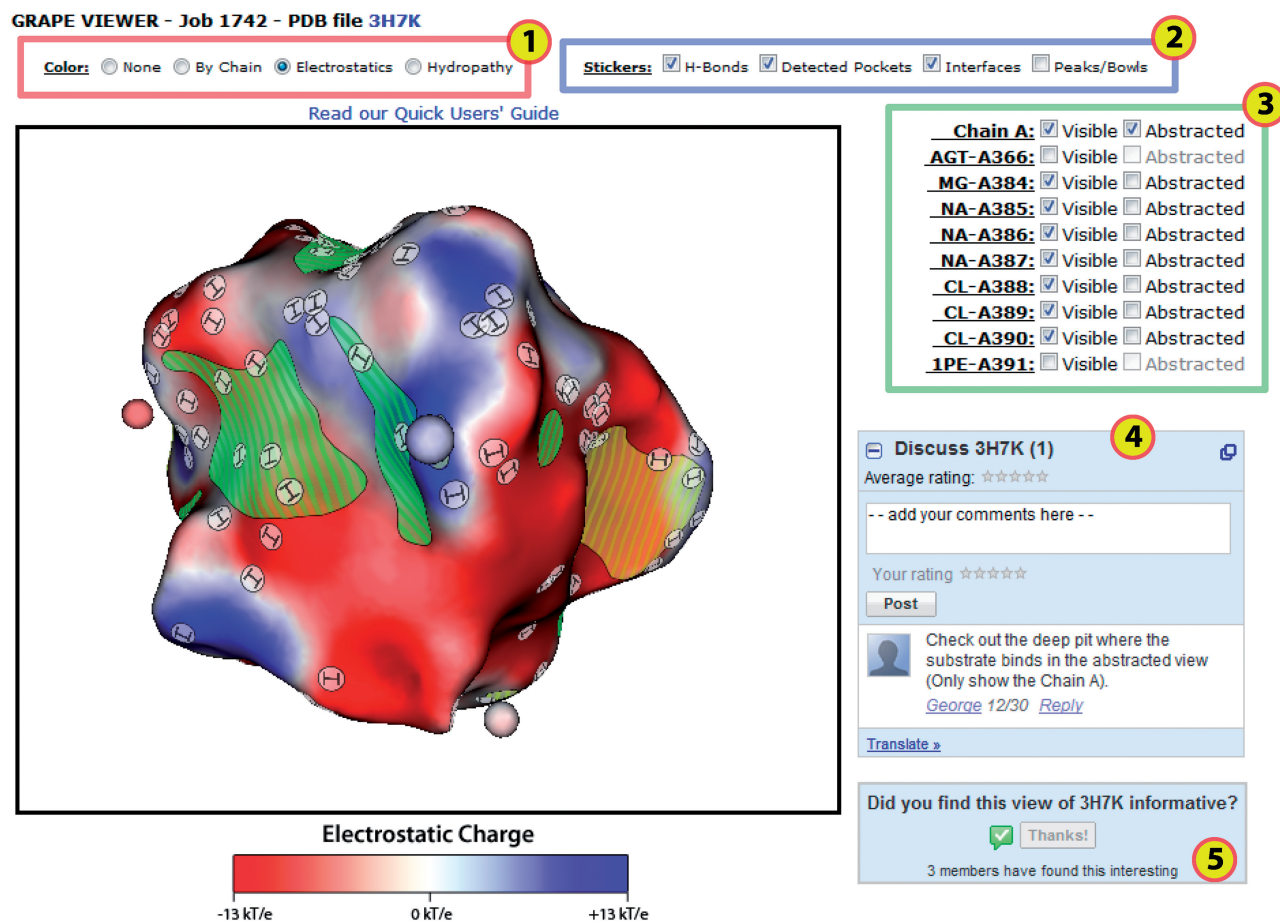 GRAPE VIEWER - Job 1742 - PDB file 3H7K
1
2
Color: None By Chain Electrostatics Hydropathy
Stickers: H-Bonds Detected Pockets Interfaces Peaks/Bowls
Read our Quick Users' Guide
3
Chain A: Visible Abstracted
AGT-A366: Visible Abstracted
MG-A384: Visible Abstracted
NA-A385: Visible Abstracted
NA-A386: Visible Abstracted
NA-A387: Visible Abstracted
CL-A388: Visible Abstracted
CL-A389: Visible Abstracted
CL-A390: Visible Abstracted
1PE-A391: Visible Abstracted
4
Discuss 3H7K (1)
Average rating:
- - add your comments here - -
Your rating
Post
Check out the deep pit where the
substrate binds in the abstracted view
(Only show the Chain A).
George 12/30 Reply
Translate »
Did you find this view of 3H7K informative?
Thanks!
3 members have found this interesting
5
Electrostatic Charge
-13 kT/e 0 kT/e +13 kT/e